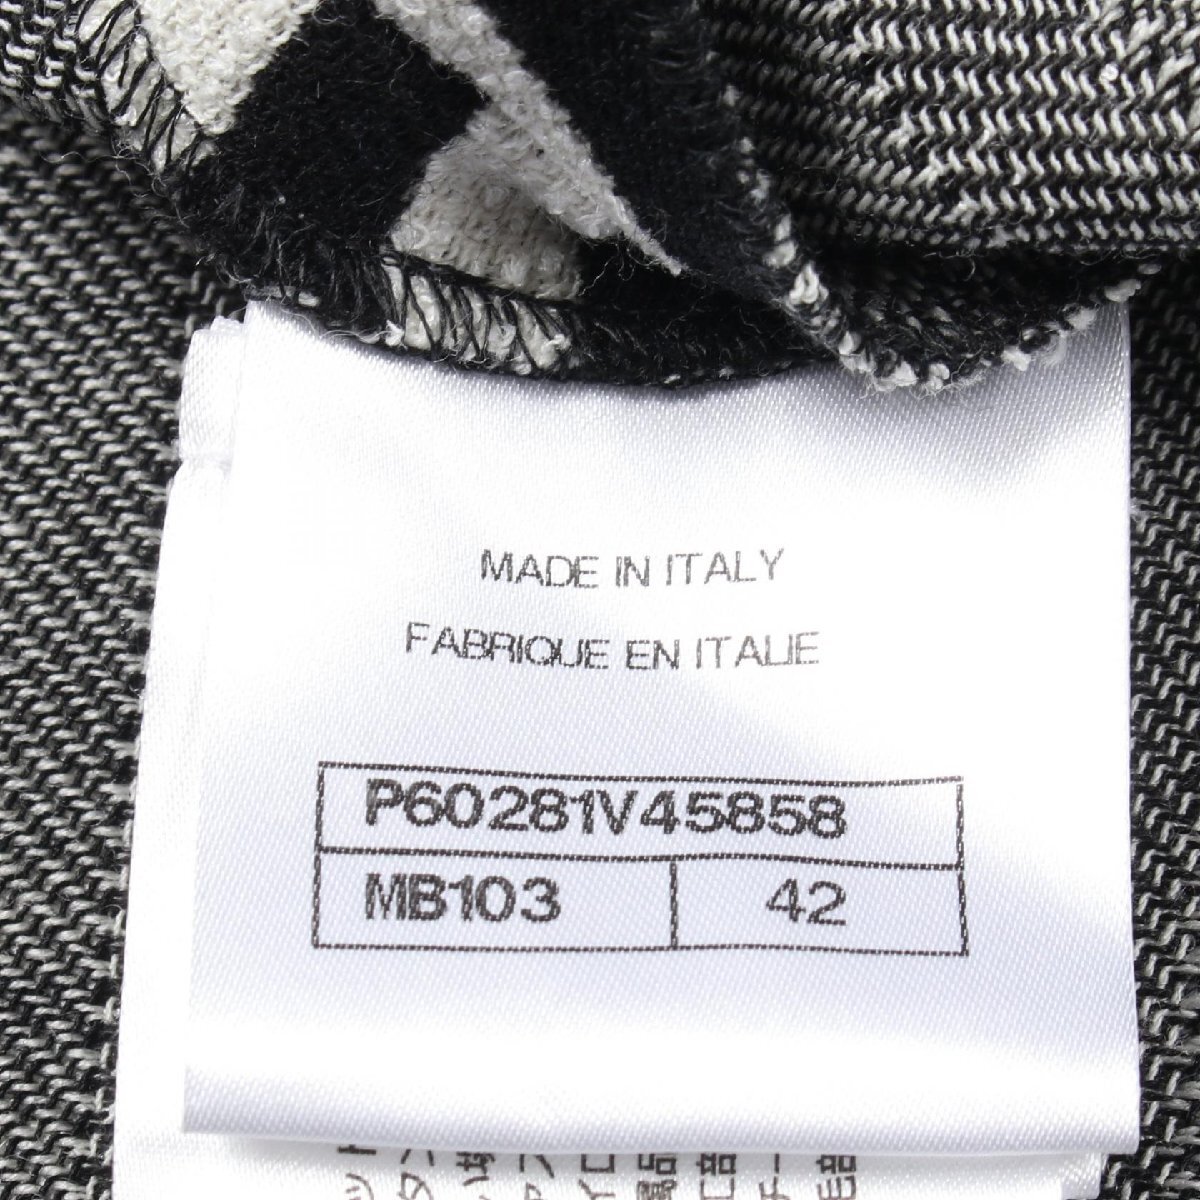 MADE IN ITALY
FABRIQUE EN ITALIE
P60281V45858
MB103 42